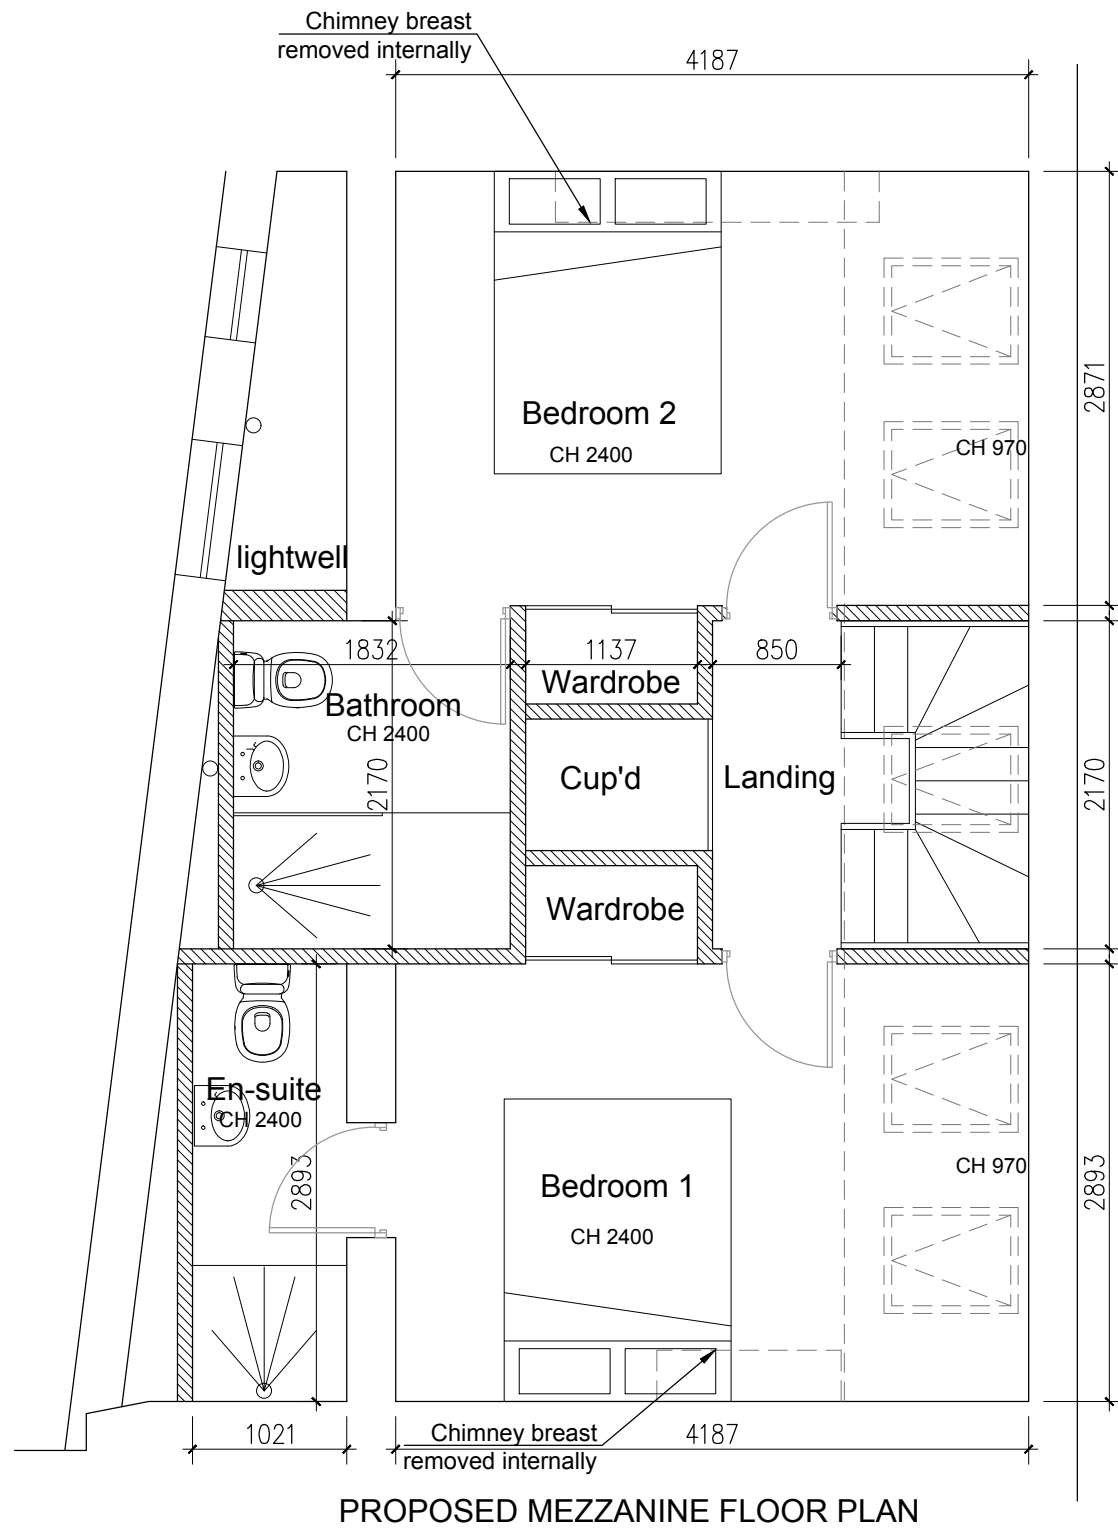 Chimney breast
removed internally
4187
2871
Bedroom 2
CH 2400
CH 970
lightwell
1832
1137
850
Wardrobe
Bathroom
CH 2400
2170
Cup'd
Landing
2170
Wardrobe
En-suite
CH 2400
2893
CH 970
2893
Bedroom 1
CH 2400
1021
Chimney breast
removed internally
4187
PROPOSED MEZZANINE FLOOR PLAN